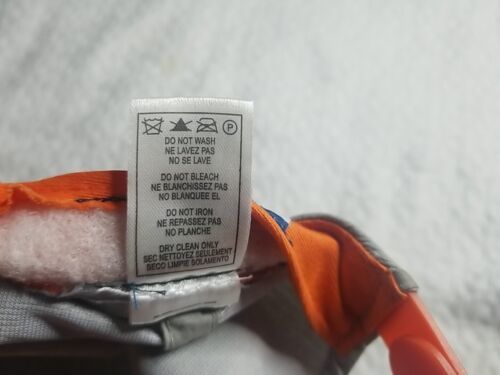 P
DO NOT WASH
NE LAVEZ PAS
NO SE LAVE
DO NOT BLEACH
NE BLANCHISSEZ PAS
NO BLANQUEE EL
DO NOT IRON
NE REPASSEZ PAS
NO PLANCHE
DRY CLEAN ONLY
SEC NETTOYEZ SEULEMENT
SECO LIMPIE SOLAMENTO